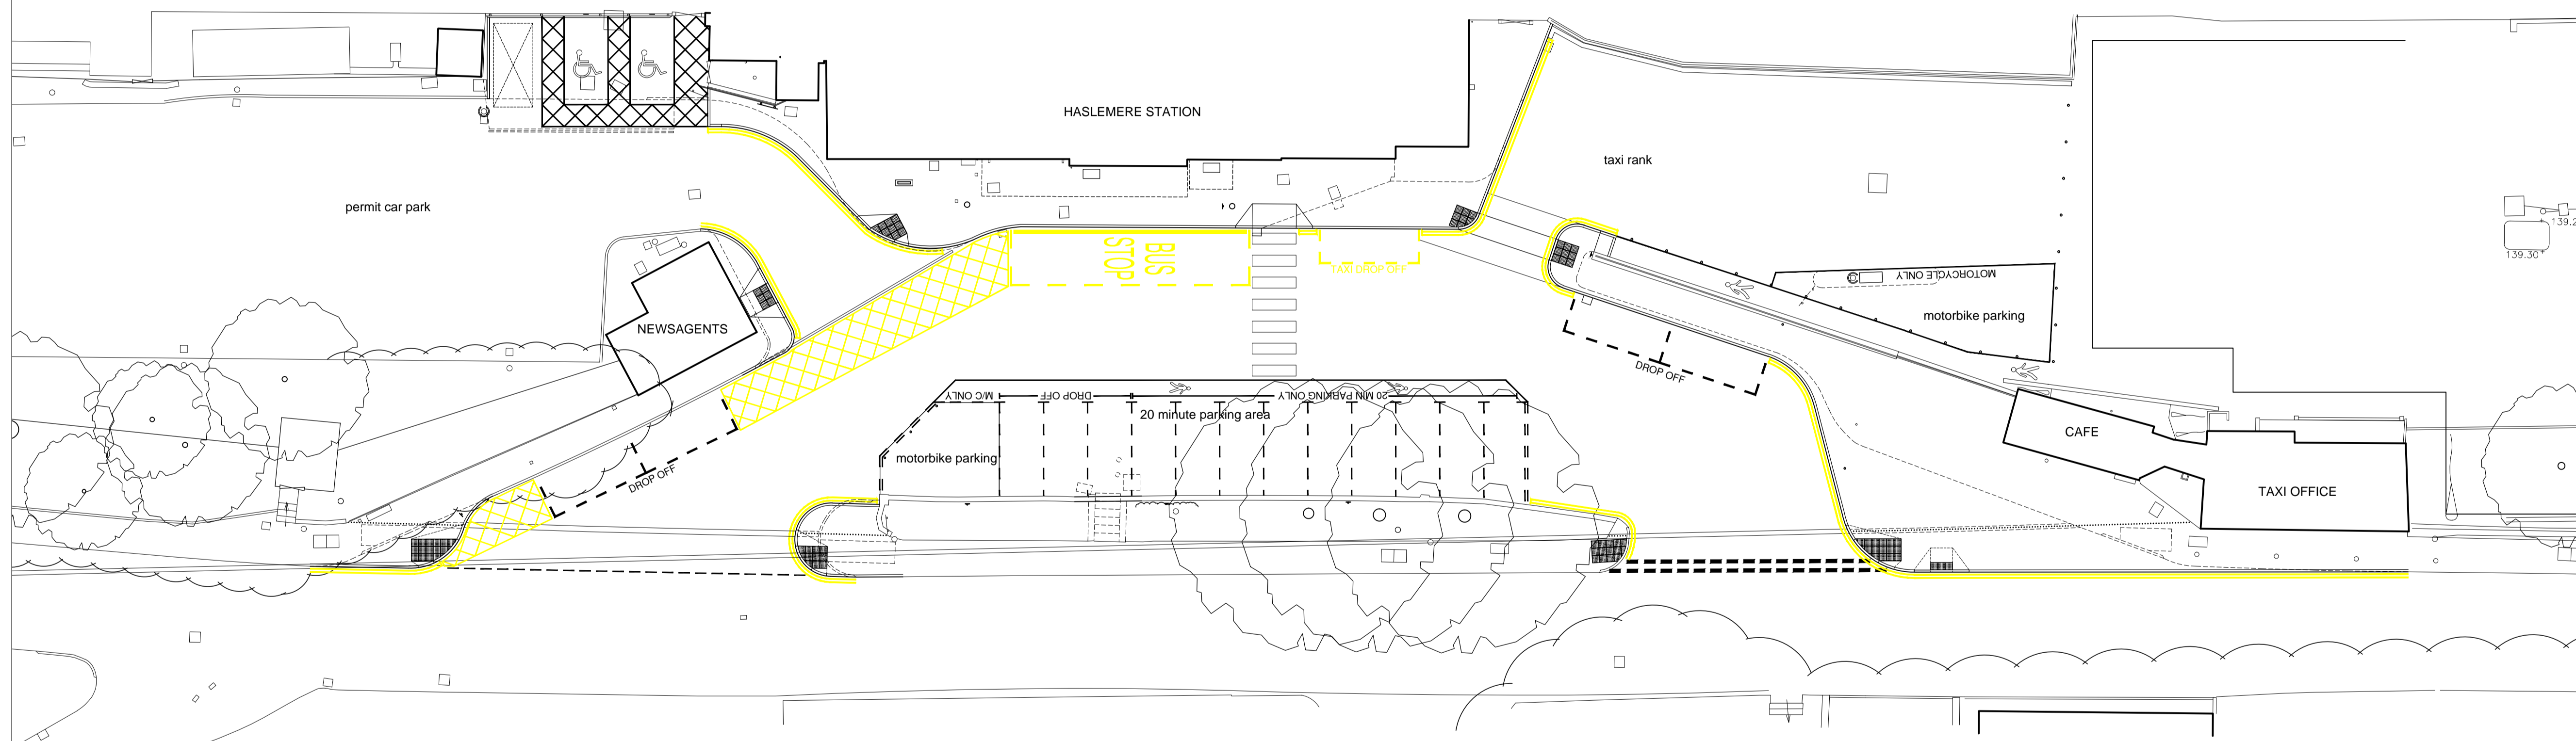 HASLEMERE STATION
taxi rank
permit car park
139.2
139.30
BUS
STOP
TAXI DROP OFF
MOTORCYCLE ONLY
motorbike parking
NEWSAGENTS
DROP OFF
M/C ONLY
DROP OFF
20 MIN PARKING ONLY
20 minute parking area
CAFE
motorbike parking
DROP OFF
TAXI OFFICE